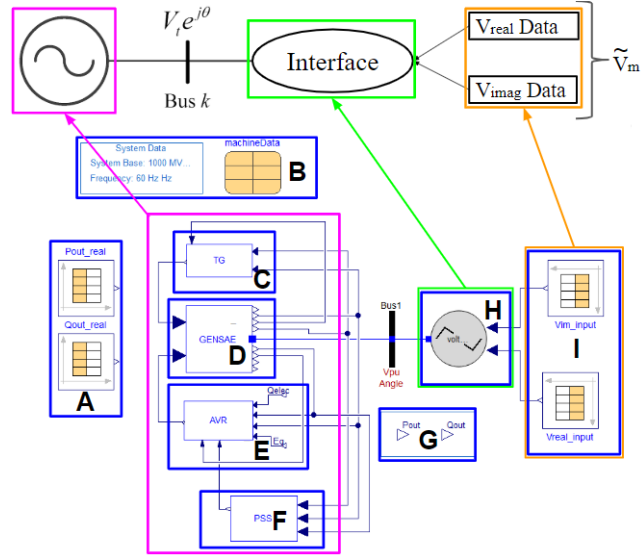 V_t e^{jθ}
Bus k
Interface
V_real Data
V_imag Data
Ṽ_m
System Data
System Base: 1000 MV...
Frequency: 60 Hz Hz
machineData
B
Pout_real
Qout_real
A
TG
C
...
GENSAE
D
AVR
Qelec
Eq
E
PSS
F
Bus1
Vpu
Angle
volt...
H
Pout
Qout
G
Vim_input
I
Vreal_input